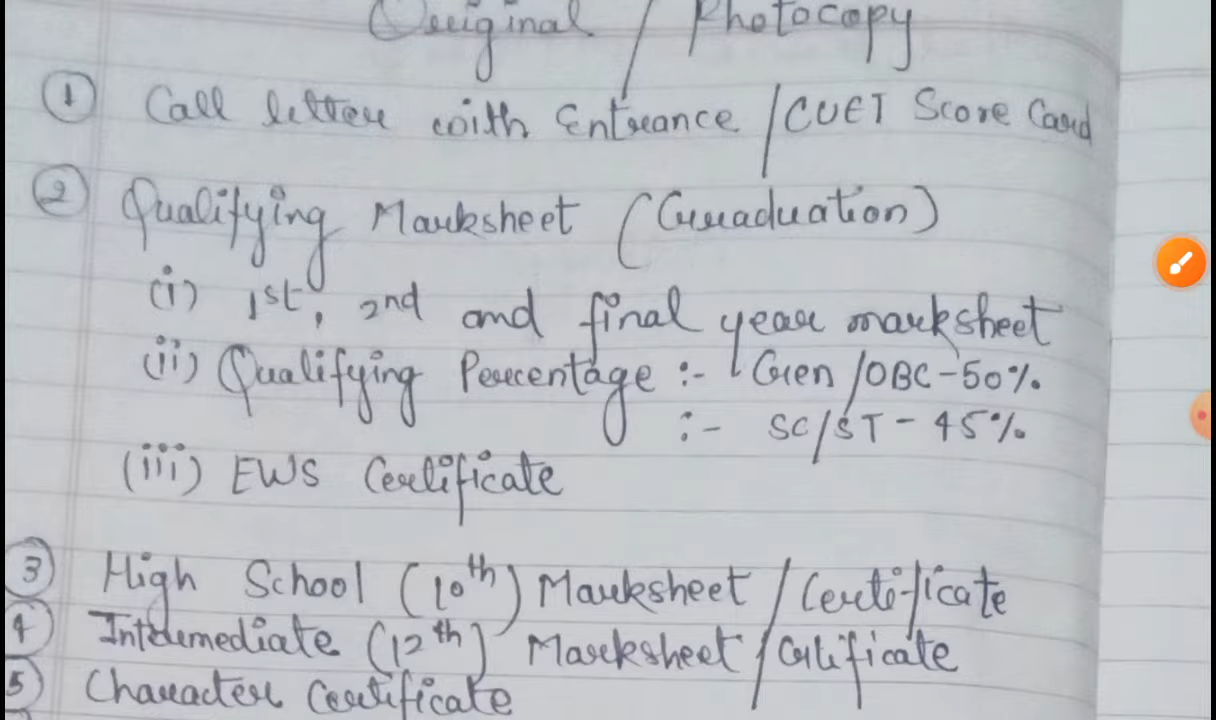 Original / Photocopy
① Call letter with Entrance / CUET Score Card
② Qualifying Marksheet (Graduation)
(i) 1st, 2nd and final year marksheet
(ii) Qualifying Percentage :- Gen /OBC-50%
:- SC/ST - 45%
(iii) EWS Certificate
③ High School (10th) Marksheet / Certificate
④ Intermediate (12th) Marksheet / Certificate
⑤ Character Certificate